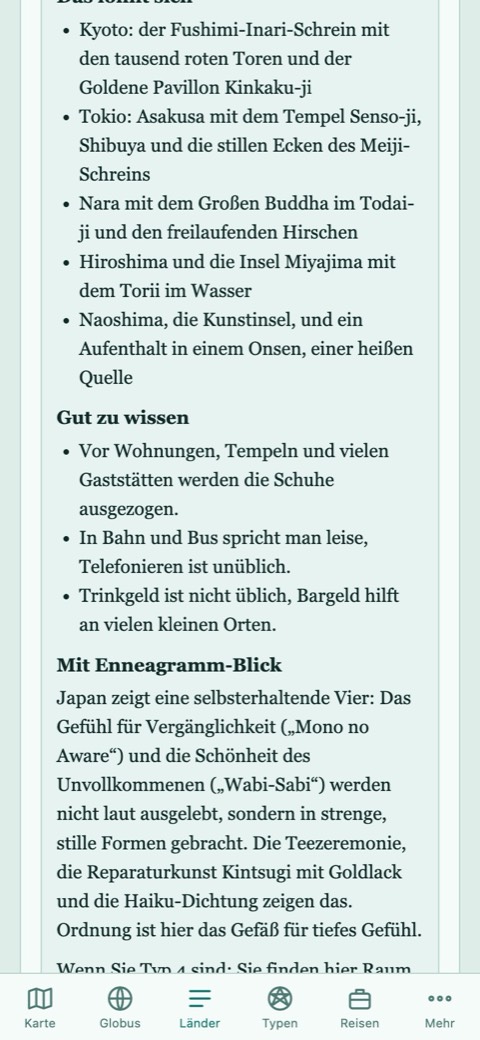 Das lohnt sich
Kyoto: der Fushimi-Inari-Schrein mit
den tausend roten Toren und der
Goldene Pavillon Kinkaku-ji
Tokio: Asakusa mit dem Tempel Senso-ji,
Shibuya und die stillen Ecken des Meiji-
Schreins
Nara mit dem Großen Buddha im Todai-
ji und den freilaufenden Hirschen
Hiroshima und die Insel Miyajima mit
dem Torii im Wasser
Naoshima, die Kunstinsel, und ein
Aufenthalt in einem Onsen, einer heißen
Quelle
Gut zu wissen
Vor Wohnungen, Tempeln und vielen
Gaststätten werden die Schuhe
ausgezogen.
In Bahn und Bus spricht man leise,
Telefonieren ist unüblich.
Trinkgeld ist nicht üblich, Bargeld hilft
an vielen kleinen Orten.
Mit Enneagramm-Blick
Japan zeigt eine selbsterhaltende Vier: Das
Gefühl für Vergänglichkeit („Mono no
Aware“) und die Schönheit des
Unvollkommenen („Wabi-Sabi“) werden
nicht laut ausgelebt, sondern in strenge,
stille Formen gebracht. Die Teezeremonie,
die Reparaturkunst Kintsugi mit Goldlack
und die Haiku-Dichtung zeigen das.
Ordnung ist hier das Gefäß für tiefes Gefühl.
Wenn Sie Typ 4 sind: Sie finden hier Raum
Karte
Globus
Länder
Typen
Reisen
Mehr